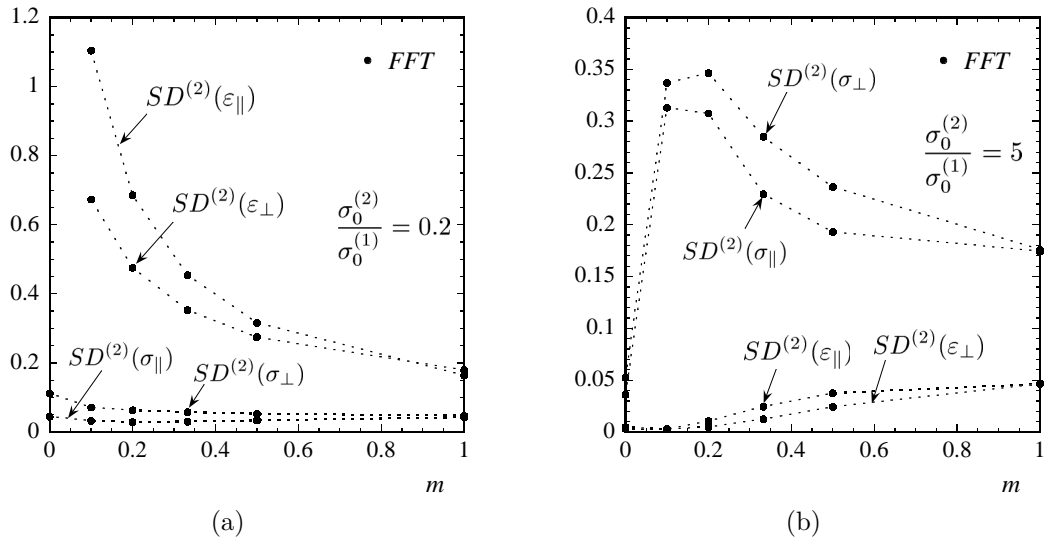 1.2
1
0.8
0.6
0.4
0.2
0
0 0.2 0.4 0.6 0.8 1
m
FFT
SD^{(2)}(ε_∥)
SD^{(2)}(ε_⊥)
σ_0^{(2)} / σ_0^{(1)} = 0.2
SD^{(2)}(σ_∥)
SD^{(2)}(σ_⊥)
(a)
0.4
0.35
0.3
0.25
0.2
0.15
0.1
0.05
0
0 0.2 0.4 0.6 0.8 1
m
FFT
SD^{(2)}(σ_⊥)
σ_0^{(2)} / σ_0^{(1)} = 5
SD^{(2)}(σ_∥)
SD^{(2)}(ε_∥)
SD^{(2)}(ε_⊥)
(b)